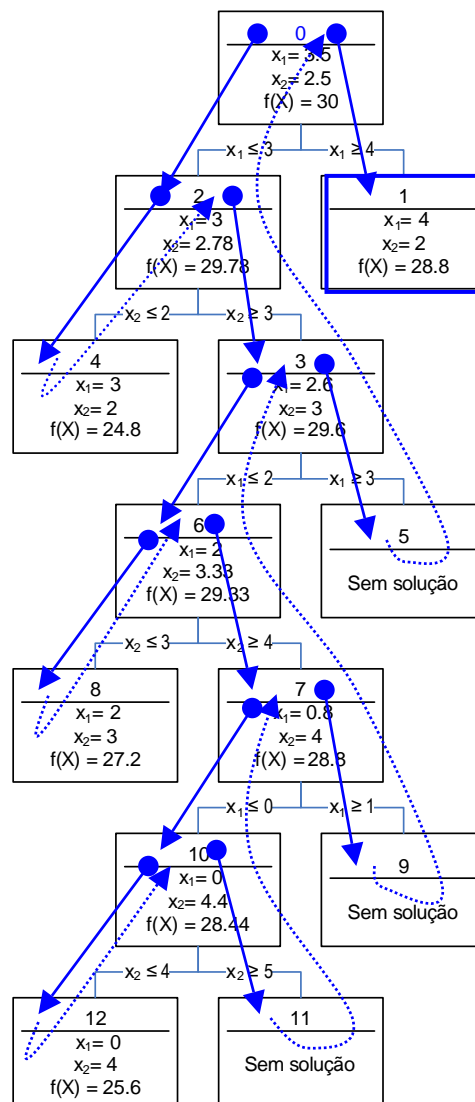 0
x₁= 3.5
x₂= 2.5
f(X) = 30
x₁ ≤ 3
x₁ ≥ 4
2
x₁= 3
x₂= 2.78
f(X) = 29.78
1
x₁= 4
x₂= 2
f(X) = 28.8
x₂ ≤ 2
x₂ ≥ 3
4
x₁= 3
x₂= 2
f(X) = 24.8
3
x₁= 2.6
x₂= 3
f(X) = 29.6
x₁ ≤ 2
x₁ ≥ 3
6
x₁= 2
x₂= 3.33
f(X) = 29.33
5
Sem solução
x₂ ≤ 3
x₂ ≥ 4
8
x₁= 2
x₂= 3
f(X) = 27.2
7
x₁= 0.8
x₂= 4
f(X) = 28.8
x₁ ≤ 0
x₁ ≥ 1
10
x₁= 0
x₂= 4.4
f(X) = 28.44
9
Sem solução
x₂ ≤ 4
x₂ ≥ 5
12
x₁= 0
x₂= 4
f(X) = 25.6
11
Sem solução